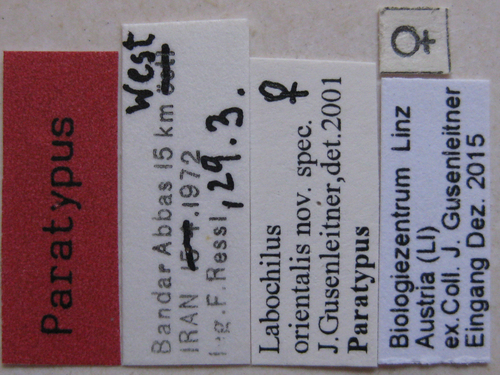 Paratypus
West
Bandar Abbas 15 km östl
IRAN .1972
29.3.
leg. F. Ressl
♀
Labochilus
orientalis nov. spec.
J.Gusenleitner,det.2001
Paratypus
♀
Biologiezentrum Linz
Austria (LI)
ex.Coll. J. Gusenleitner
Eingang Dez. 2015